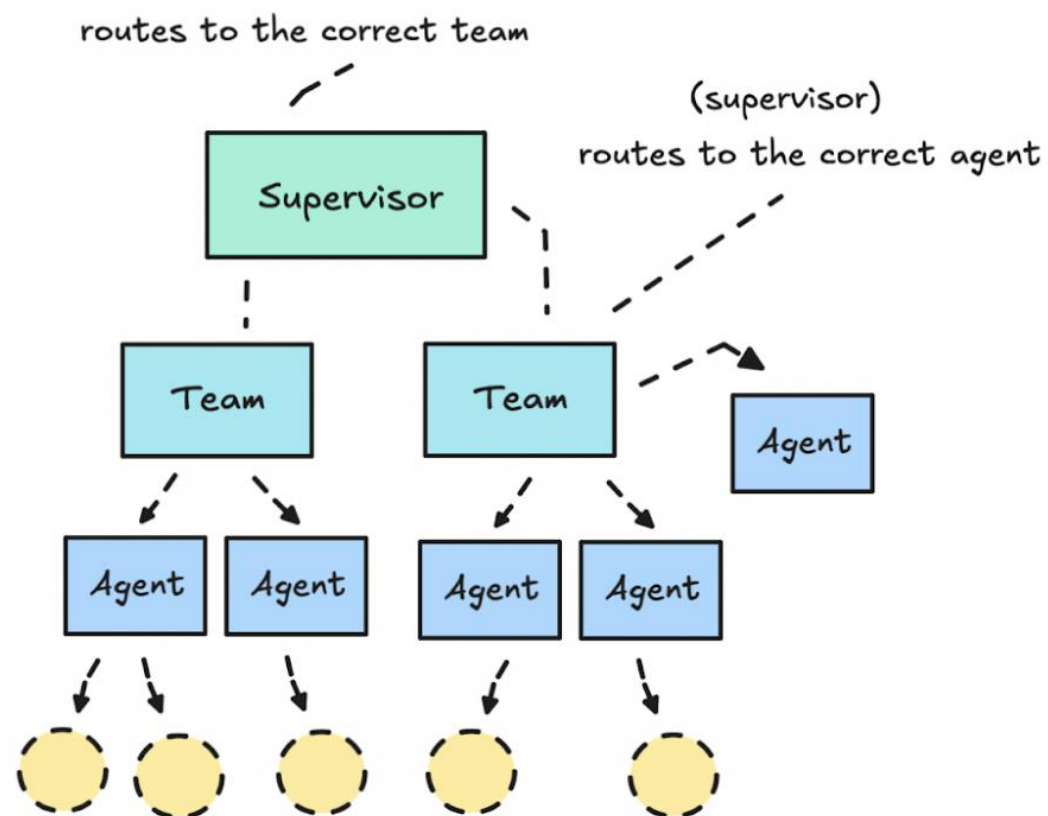 routes to the correct team
(supervisor)
routes to the correct agent
Supervisor
Team
Team
Agent
Agent
Agent
Agent
Agent